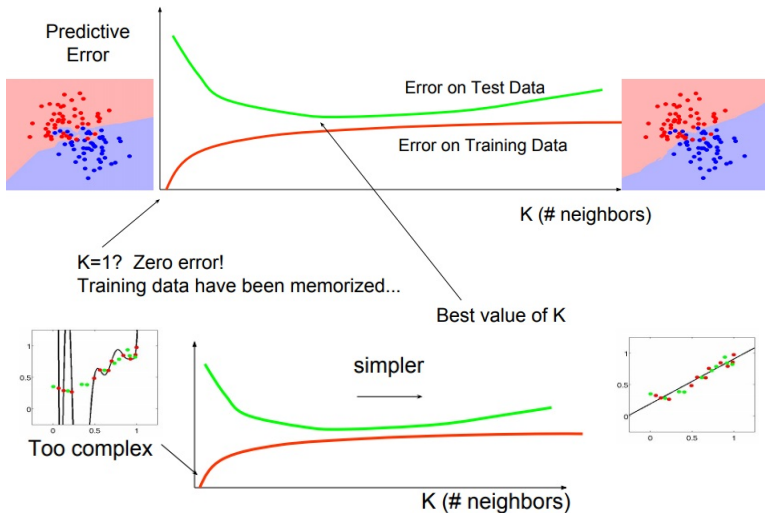 Predictive
Error
Error on Test Data
Error on Training Data
K (# neighbors)
K=1? Zero error!
Training data have been memorized...
Best value of K
1
0.5
0
0
0.5
1
simpler
1
0.5
0
0
0.5
1
Too complex
K (# neighbors)